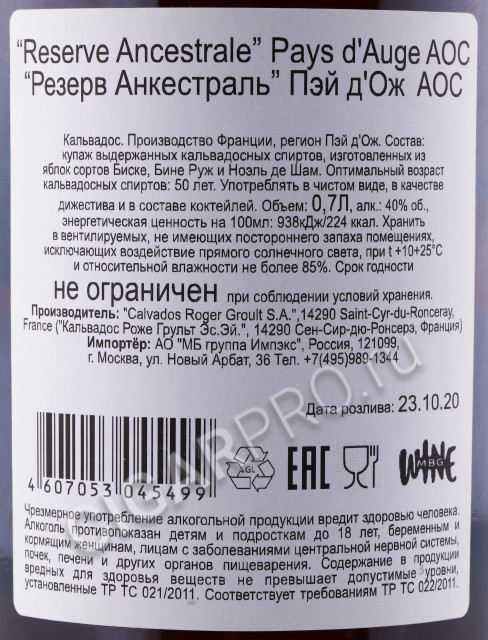 “Reserve Ancestrale” Pays d'Auge AOC
“Резерв Анкестраль” Пэй д'Ож АОС
Кальвадос. Производство Франции, регион Пэй д'Ож. Состав:
купаж выдержанных кальвадосных спиртов, изготовленных из
яблок сортов Биске, Бине Руж и Ноэль де Шам. Оптимальный возраст
кальвадосных спиртов: 50 лет. Употреблять в чистом виде, в качестве
дижестива и в составе коктейлей. Объем: 0,7Л, алк.: 40% об.,
энергетическая ценность на 100мл: 938кДж/224 ккал. Хранить
в вентилируемых, не имеющих постороннего запаха помещениях,
исключающих воздействие прямого солнечного света, при t +10+25°С
и относительной влажности не более 85%. Срок годности
не ограничен при соблюдении условий хранения.
Производитель: "Calvados Roger Groult S.A.",14290 Saint-Cyr-du-Ronceray,
France ("Кальвадос Роже Грульт Эс.Эй.", 14290 Сен-Сир-дю-Ронсерэ, Франция)
Импортёр: АО "МБ группа Импэкс", Россия, 121099,
г. Москва, ул. Новый Арбат, 36 Тел. +7(495)989-1344
Дата розлива: 23.10.20
4 607053 045499
AGL
EAC
WINE
MBG
CIGARPRO.ru
Чрезмерное употребление алкогольной продукции вредит здоровью человека.
Алкоголь противопоказан детям и подросткам до 18 лет, беременным и
кормящим женщинам, лицам с заболеваниями центральной нервной системы,
почек, печени и других органов пищеварения. Содержание в продукции
вредных для здоровья веществ не превышает допустимые уровни,
установленные ТР ТС 021/2011. Соответствует требованиям ТР ТС 022/2011.